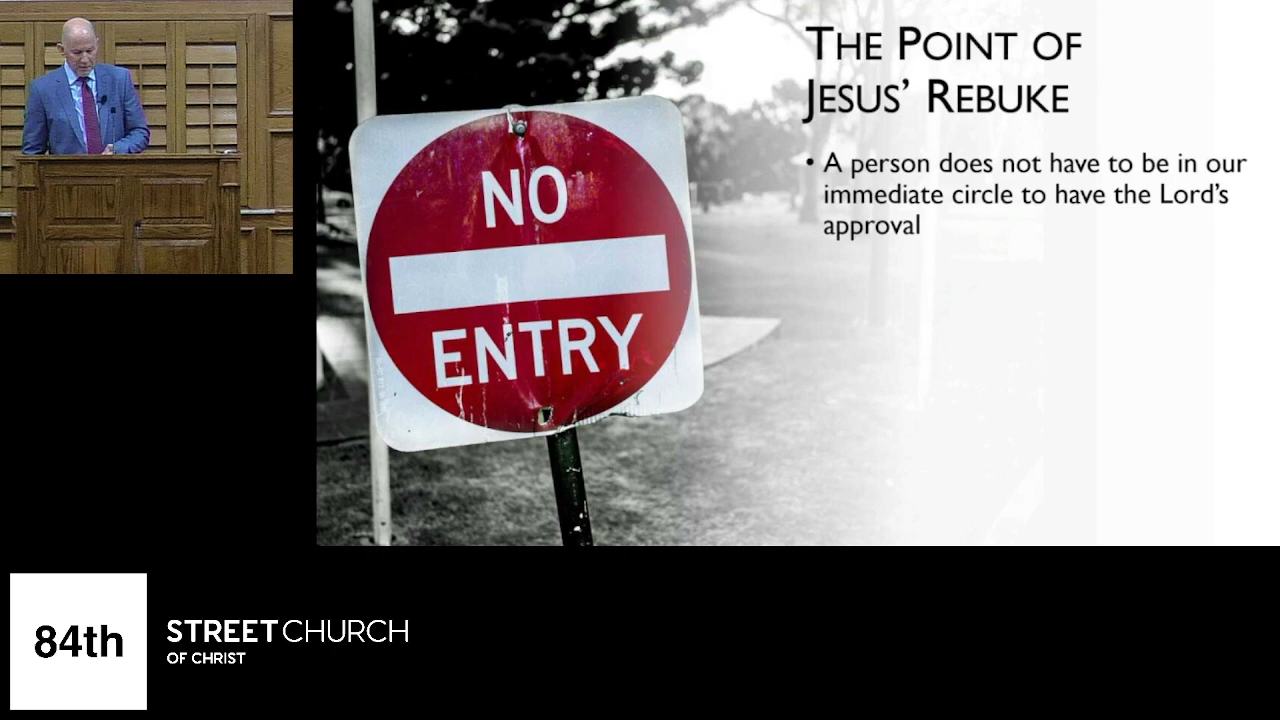 THE POINT OF
JESUS' REBUKE
• A person does not have to be in our
immediate circle to have the Lord's
approval
NO
ENTRY
84th
STREET CHURCH
OF CHRIST